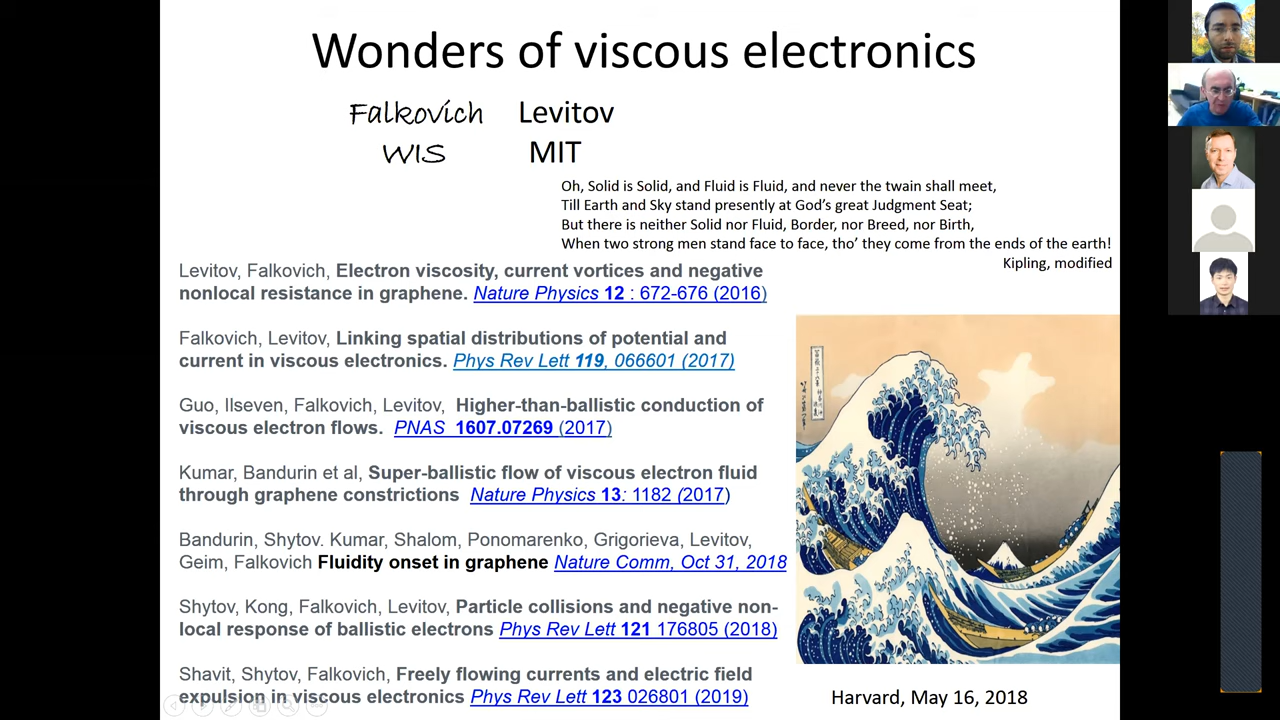 Wonders of viscous electronics
Falkovich Levitov
WIS MIT
Oh, Solid is Solid, and Fluid is Fluid, and never the twain shall meet,
Till Earth and Sky stand presently at God's great Judgment Seat;
But there is neither Solid nor Fluid, Border, nor Breed, nor Birth,
When two strong men stand face to face, tho' they come from the ends of the earth!
Kipling, modified
Levitov, Falkovich, Electron viscosity, current vortices and negative
nonlocal resistance in graphene. Nature Physics 12 : 672-676 (2016)
Falkovich, Levitov, Linking spatial distributions of potential and
current in viscous electronics. Phys Rev Lett 119, 066601 (2017)
Guo, Ilseven, Falkovich, Levitov, Higher-than-ballistic conduction of
viscous electron flows. PNAS 1607.07269 (2017)
Kumar, Bandurin et al, Super-ballistic flow of viscous electron fluid
through graphene constrictions Nature Physics 13: 1182 (2017)
Bandurin, Shytov. Kumar, Shalom, Ponomarenko, Grigorieva, Levitov,
Geim, Falkovich Fluidity onset in graphene Nature Comm, Oct 31, 2018
Shytov, Kong, Falkovich, Levitov, Particle collisions and negative non-
local response of ballistic electrons Phys Rev Lett 121 176805 (2018)
Shavit, Shytov, Falkovich, Freely flowing currents and electric field
expulsion in viscous electronics Phys Rev Lett 123 026801 (2019)
Harvard, May 16, 2018